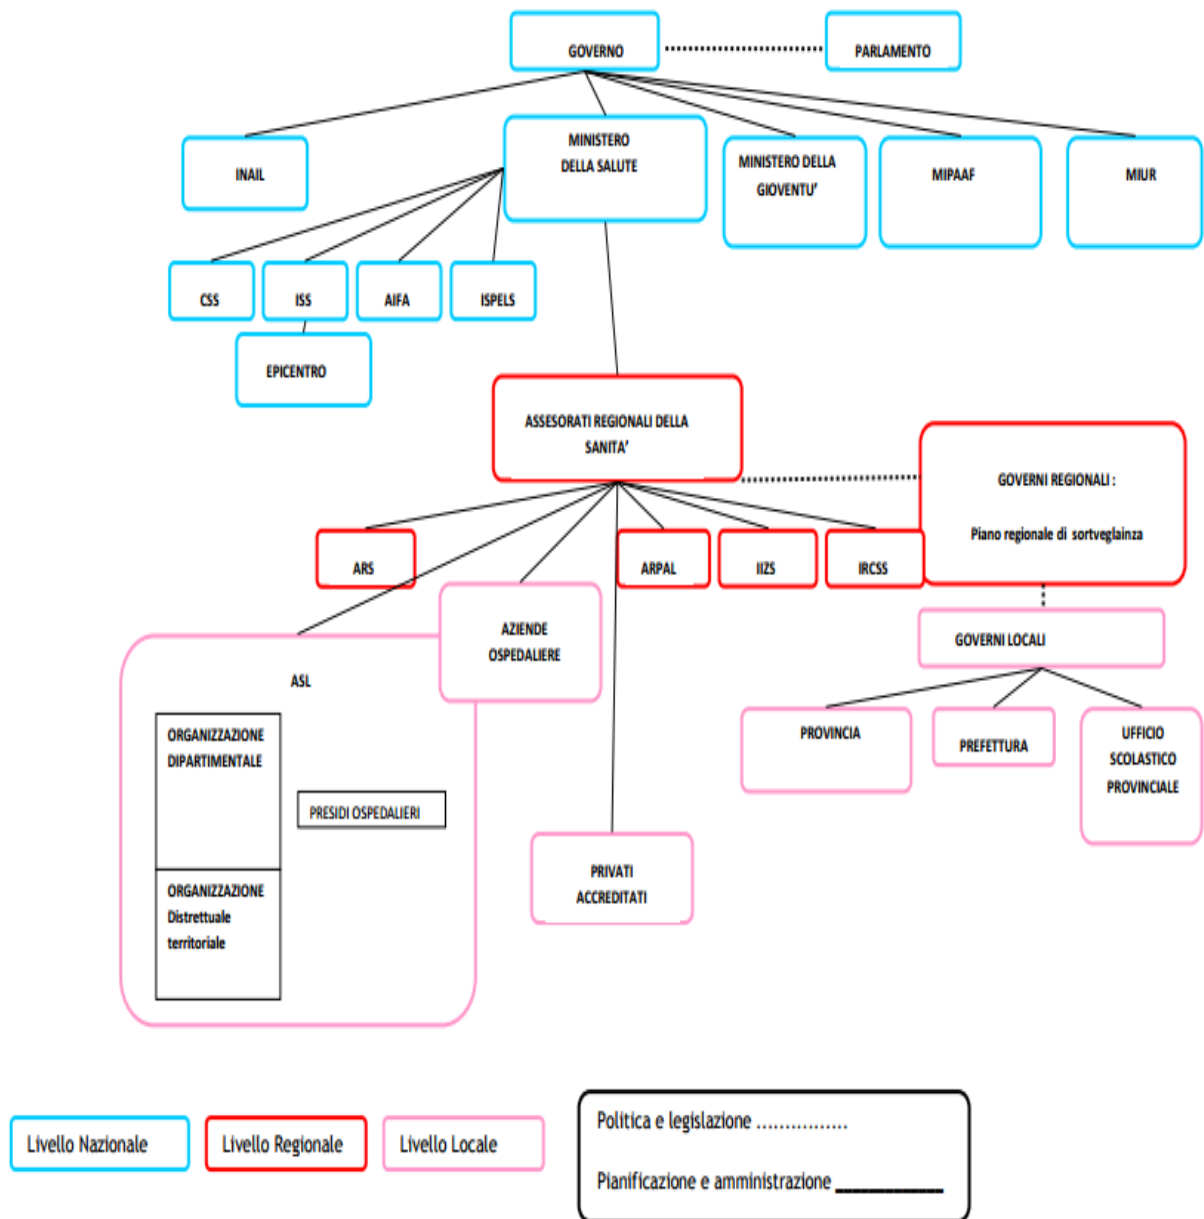 GOVERNO
PARLAMENTO
INAIL
MINISTERO
DELLA SALUTE
MINISTERO DELLA
GIOVENTU'
MIPAAF
MIUR
CSS
ISS
AIFA
ISPELS
EPICENTRO
ASSESORATI REGIONALI DELLA
SANITA'
GOVERNI REGIONALI :
Piano regionale di sortveglainza
ARS
ARPAL
IIZS
IRCSS
AZIENDE
OSPEDALIERE
GOVERNI LOCALI
ASL
ORGANIZZAZIONE
DIPARTIMENTALE
PRESIDI OSPEDALIERI
ORGANIZZAZIONE
Distrettuale
territoriale
PROVINCIA
PREFETTURA
UFFICIO
SCOLASTICO
PROVINCIALE
PRIVATI
ACCREDITATI
Livello Nazionale
Livello Regionale
Livello Locale
Politica e legislazione ................
Pianificazione e amministrazione _____________